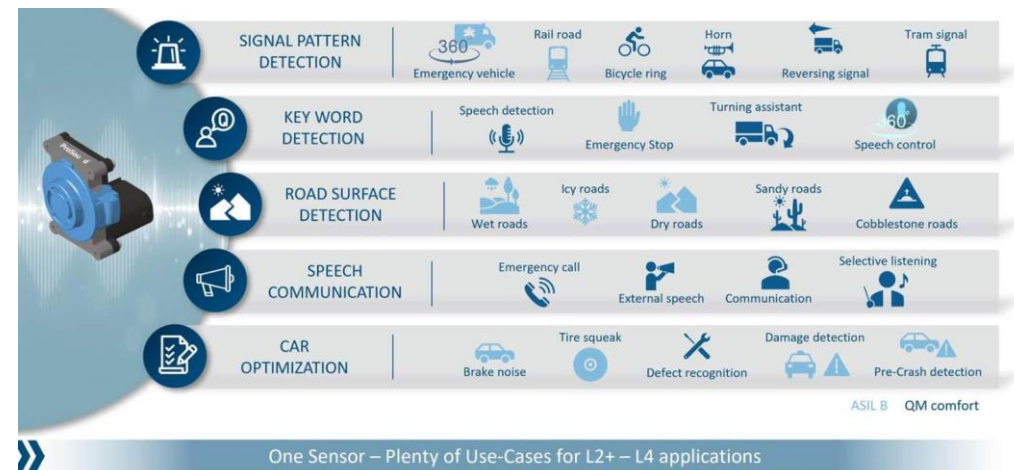 SIGNAL PATTERN
DETECTION
360°
Emergency vehicle
Rail road
Bicycle ring
Horn
Reversing signal
Tram signal
KEY WORD
DETECTION
Speech detection
Emergency Stop
Turning assistant
360°
Speech control
ROAD SURFACE
DETECTION
Wet roads
Icy roads
Dry roads
Sandy roads
Cobblestone roads
SPEECH
COMMUNICATION
Emergency call
External speech
Communication
Selective listening
CAR
OPTIMIZATION
Brake noise
Tire squeak
Defect recognition
Damage detection
Pre-Crash detection
ASIL B QM comfort
One Sensor – Plenty of Use-Cases for L2+ – L4 applications